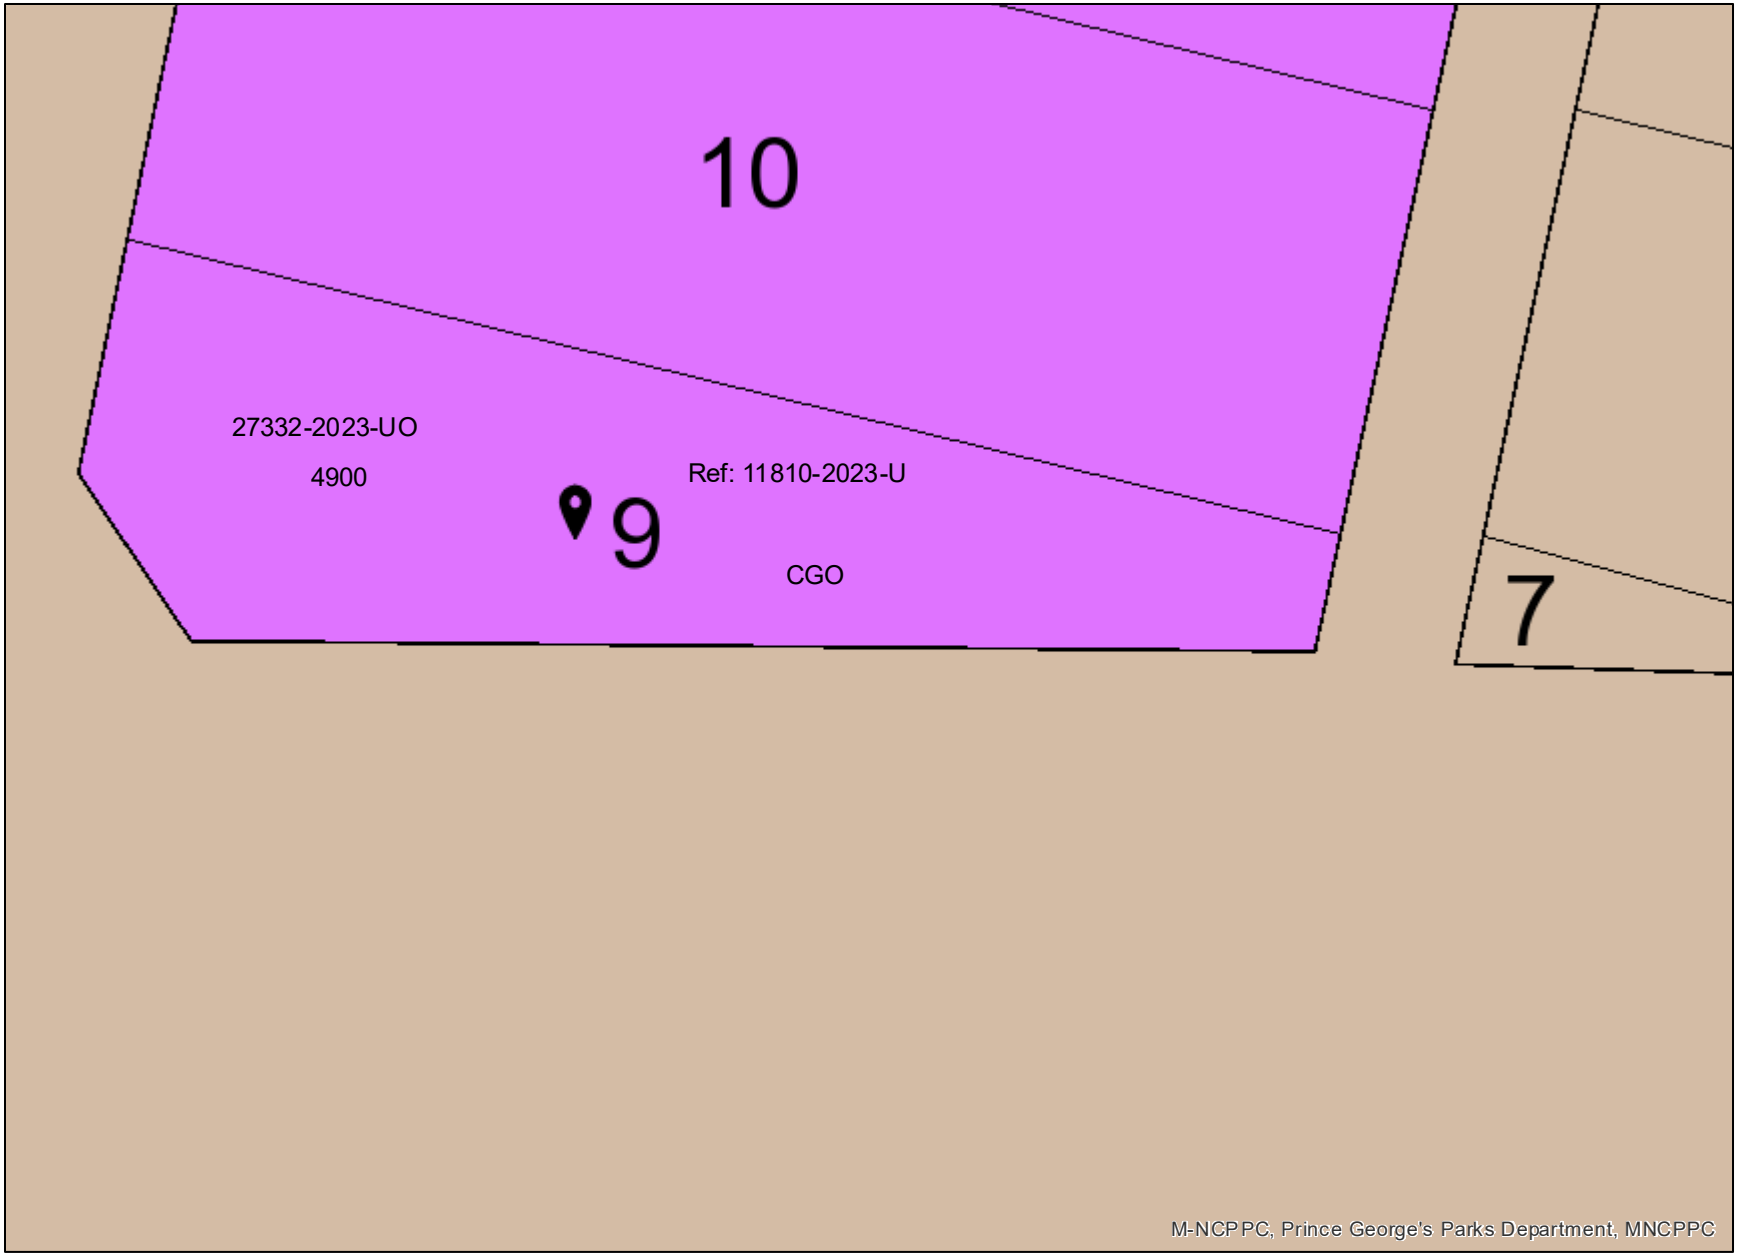 10
27332-2023-UO
4900
Ref: 11810-2023-U
9
CGO
7
M-NCPPC, Prince George's Parks Department, MNCPPC